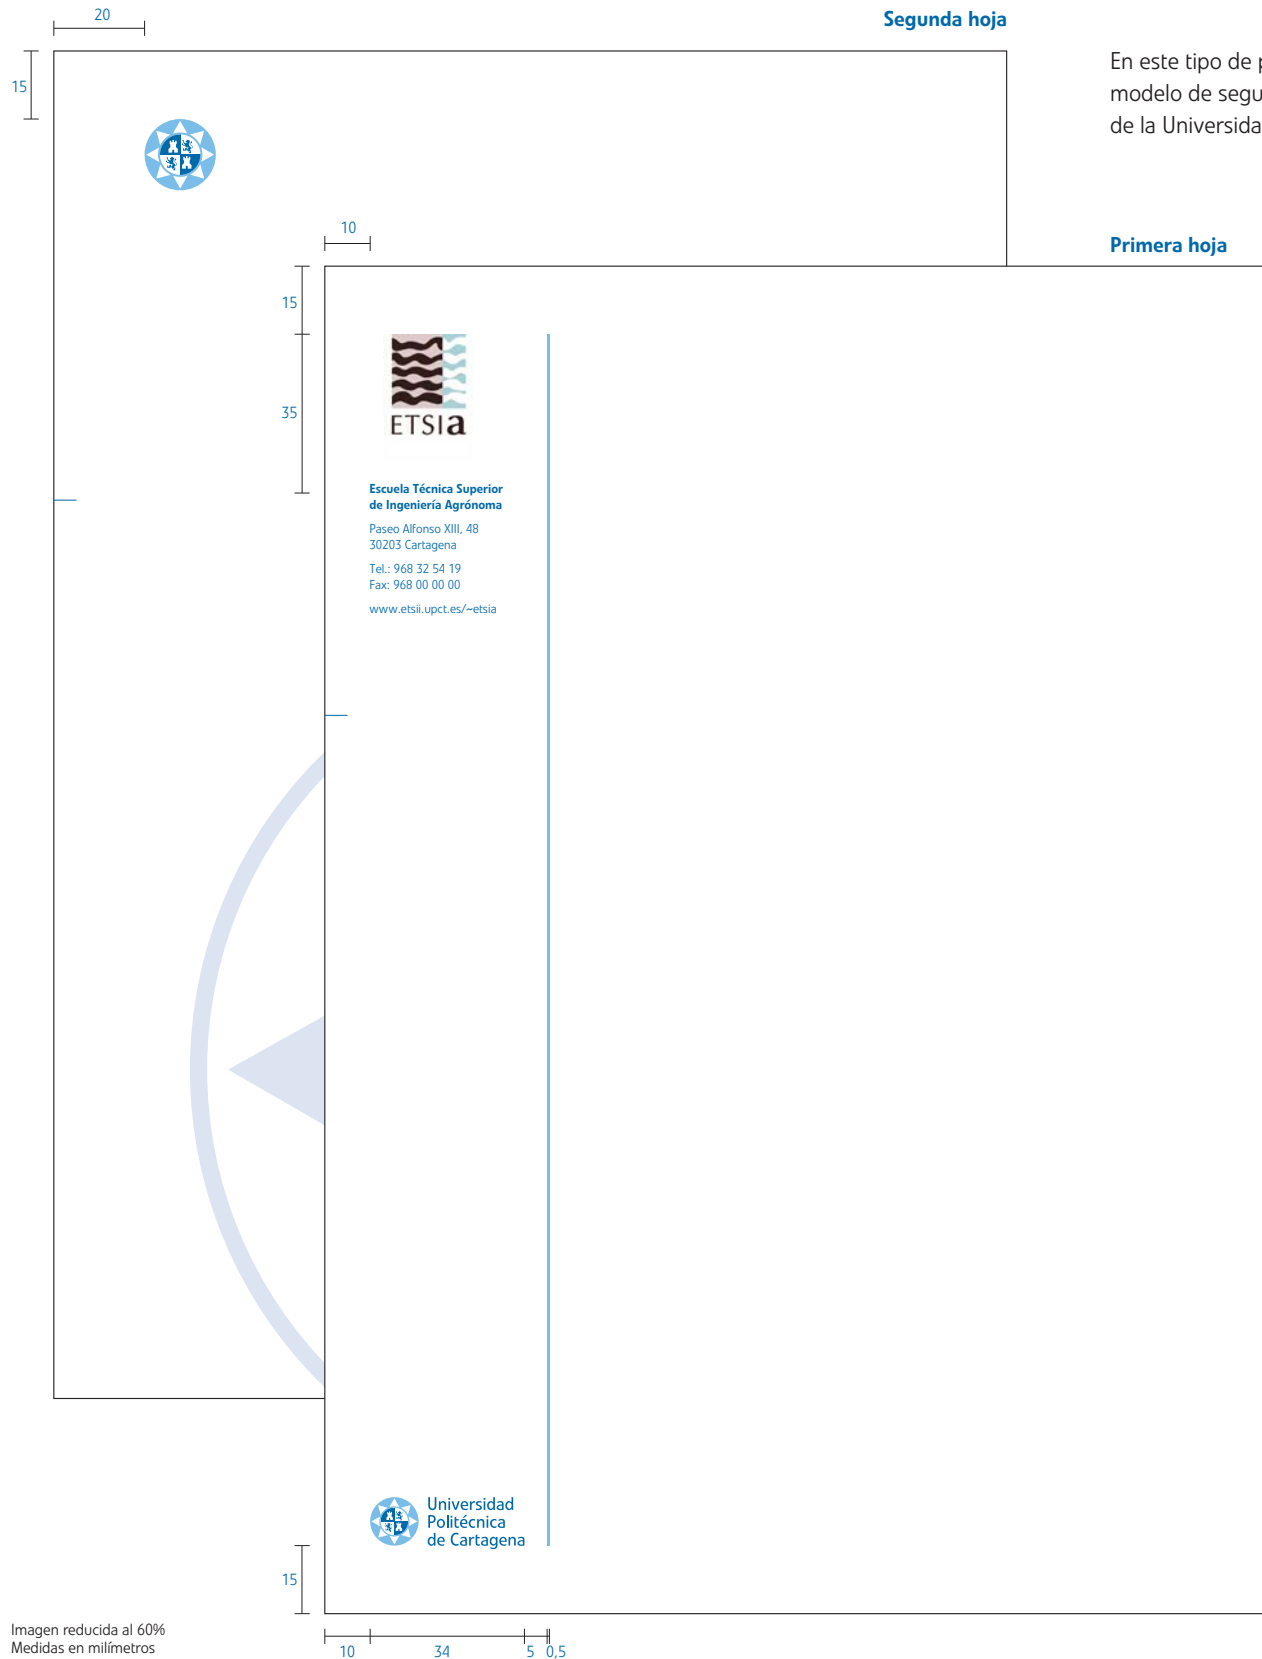 20
Segunda hoja
15
En este tipo de
modelo de segu
de la Universida
10
Primera hoja
15
35
ETSIa
Escuela Técnica Superior
de Ingeniería Agrónoma
Paseo Alfonso XIII, 48
30203 Cartagena
Tel.: 968 32 54 19
Fax: 968 00 00 00
www.etsii.upct.es/~etsia
Universidad
Politécnica
de Cartagena
15
Imagen reducida al 60%
Medidas en milímetros
10 34 5 0,5